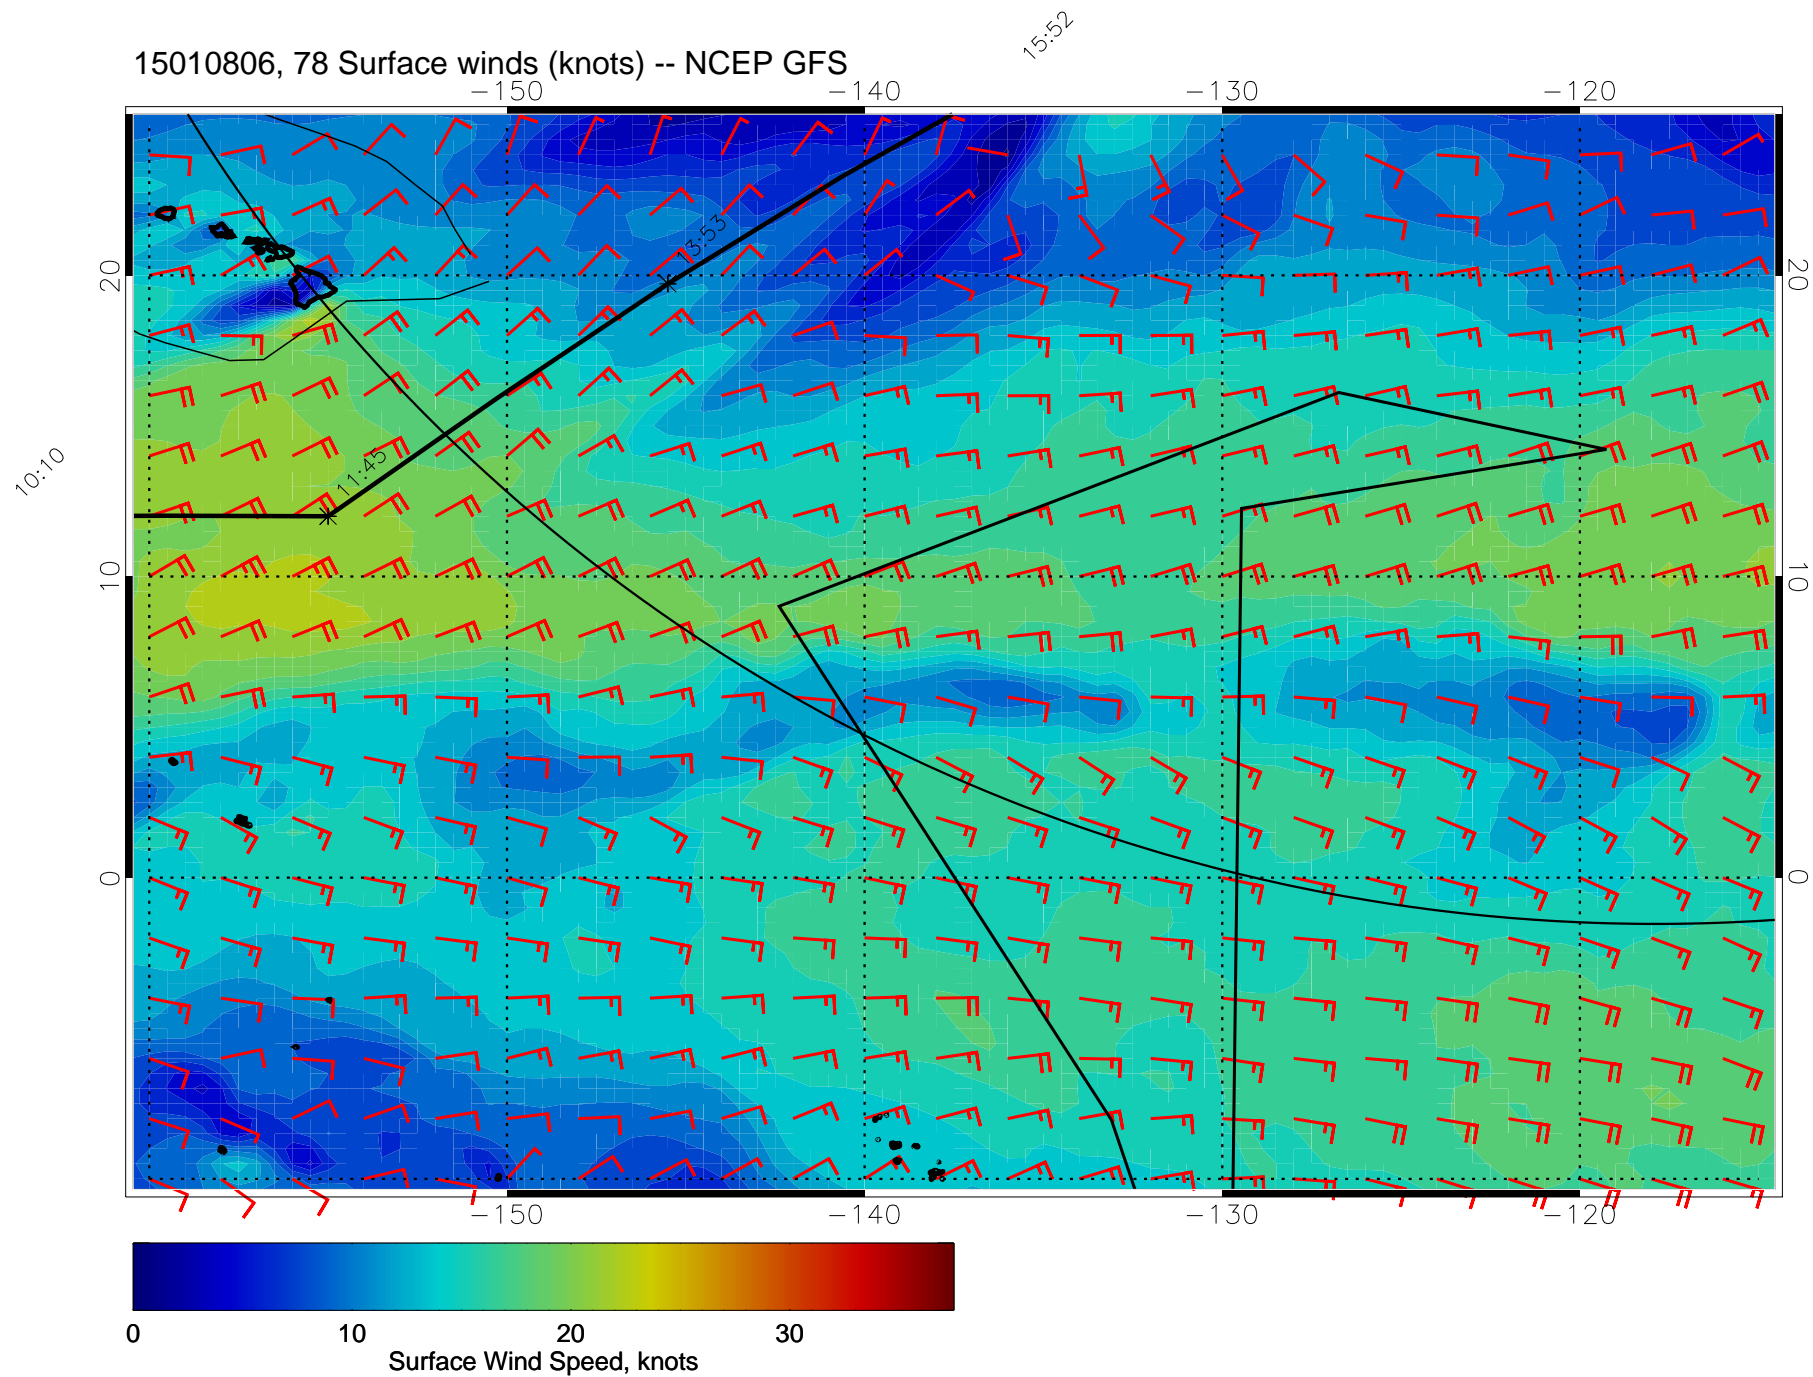 15:52
15010806, 78 Surface winds (knots) -- NCEP GFS
-150 -140 -130 -120
20 20
13:53
10:10
11:45
10 10
0 0
-150 -140 -130 -120
0 10 20 30
Surface Wind Speed, knots